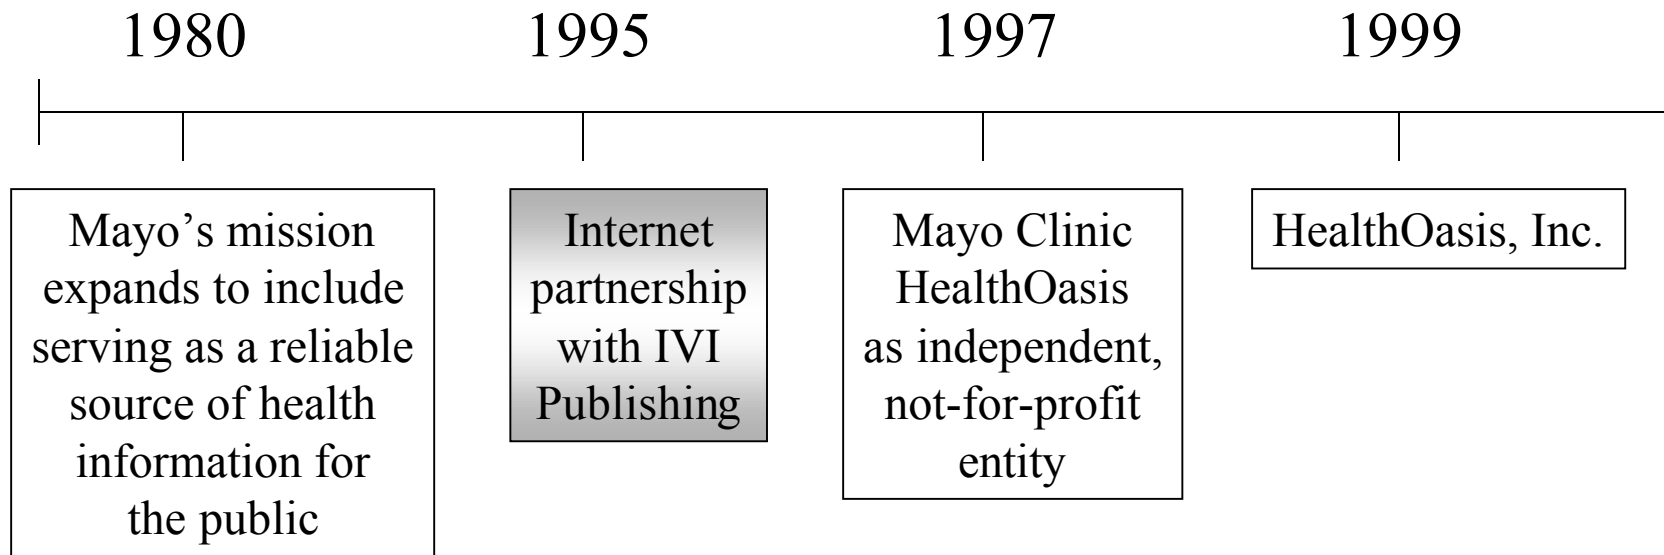 1980 1995 1997 1999
Mayo’s mission
expands to include
serving as a reliable
source of health
information for
the public
Internet
partnership
with IVI
Publishing
Mayo Clinic
HealthOasis
as independent,
not-for-profit
entity
HealthOasis, Inc.